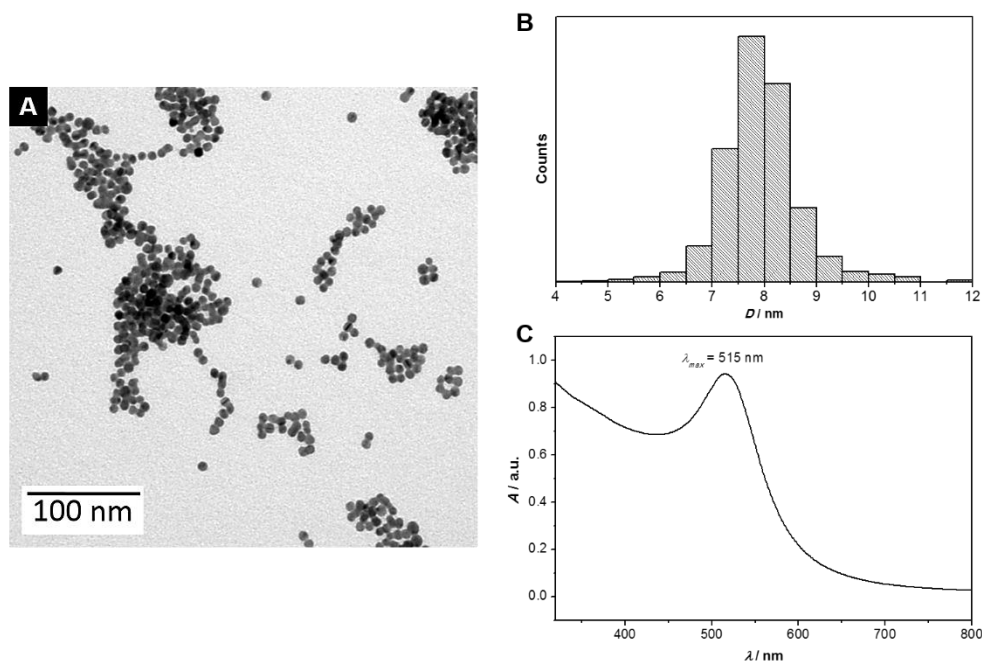 A
100 nm
B
Counts
4 5 6 7 8 9 10 11 12
D / nm
C
λmax = 515 nm
A / a.u.
1.0
0.8
0.6
0.4
0.2
0.0
400 500 600 700 800
λ / nm